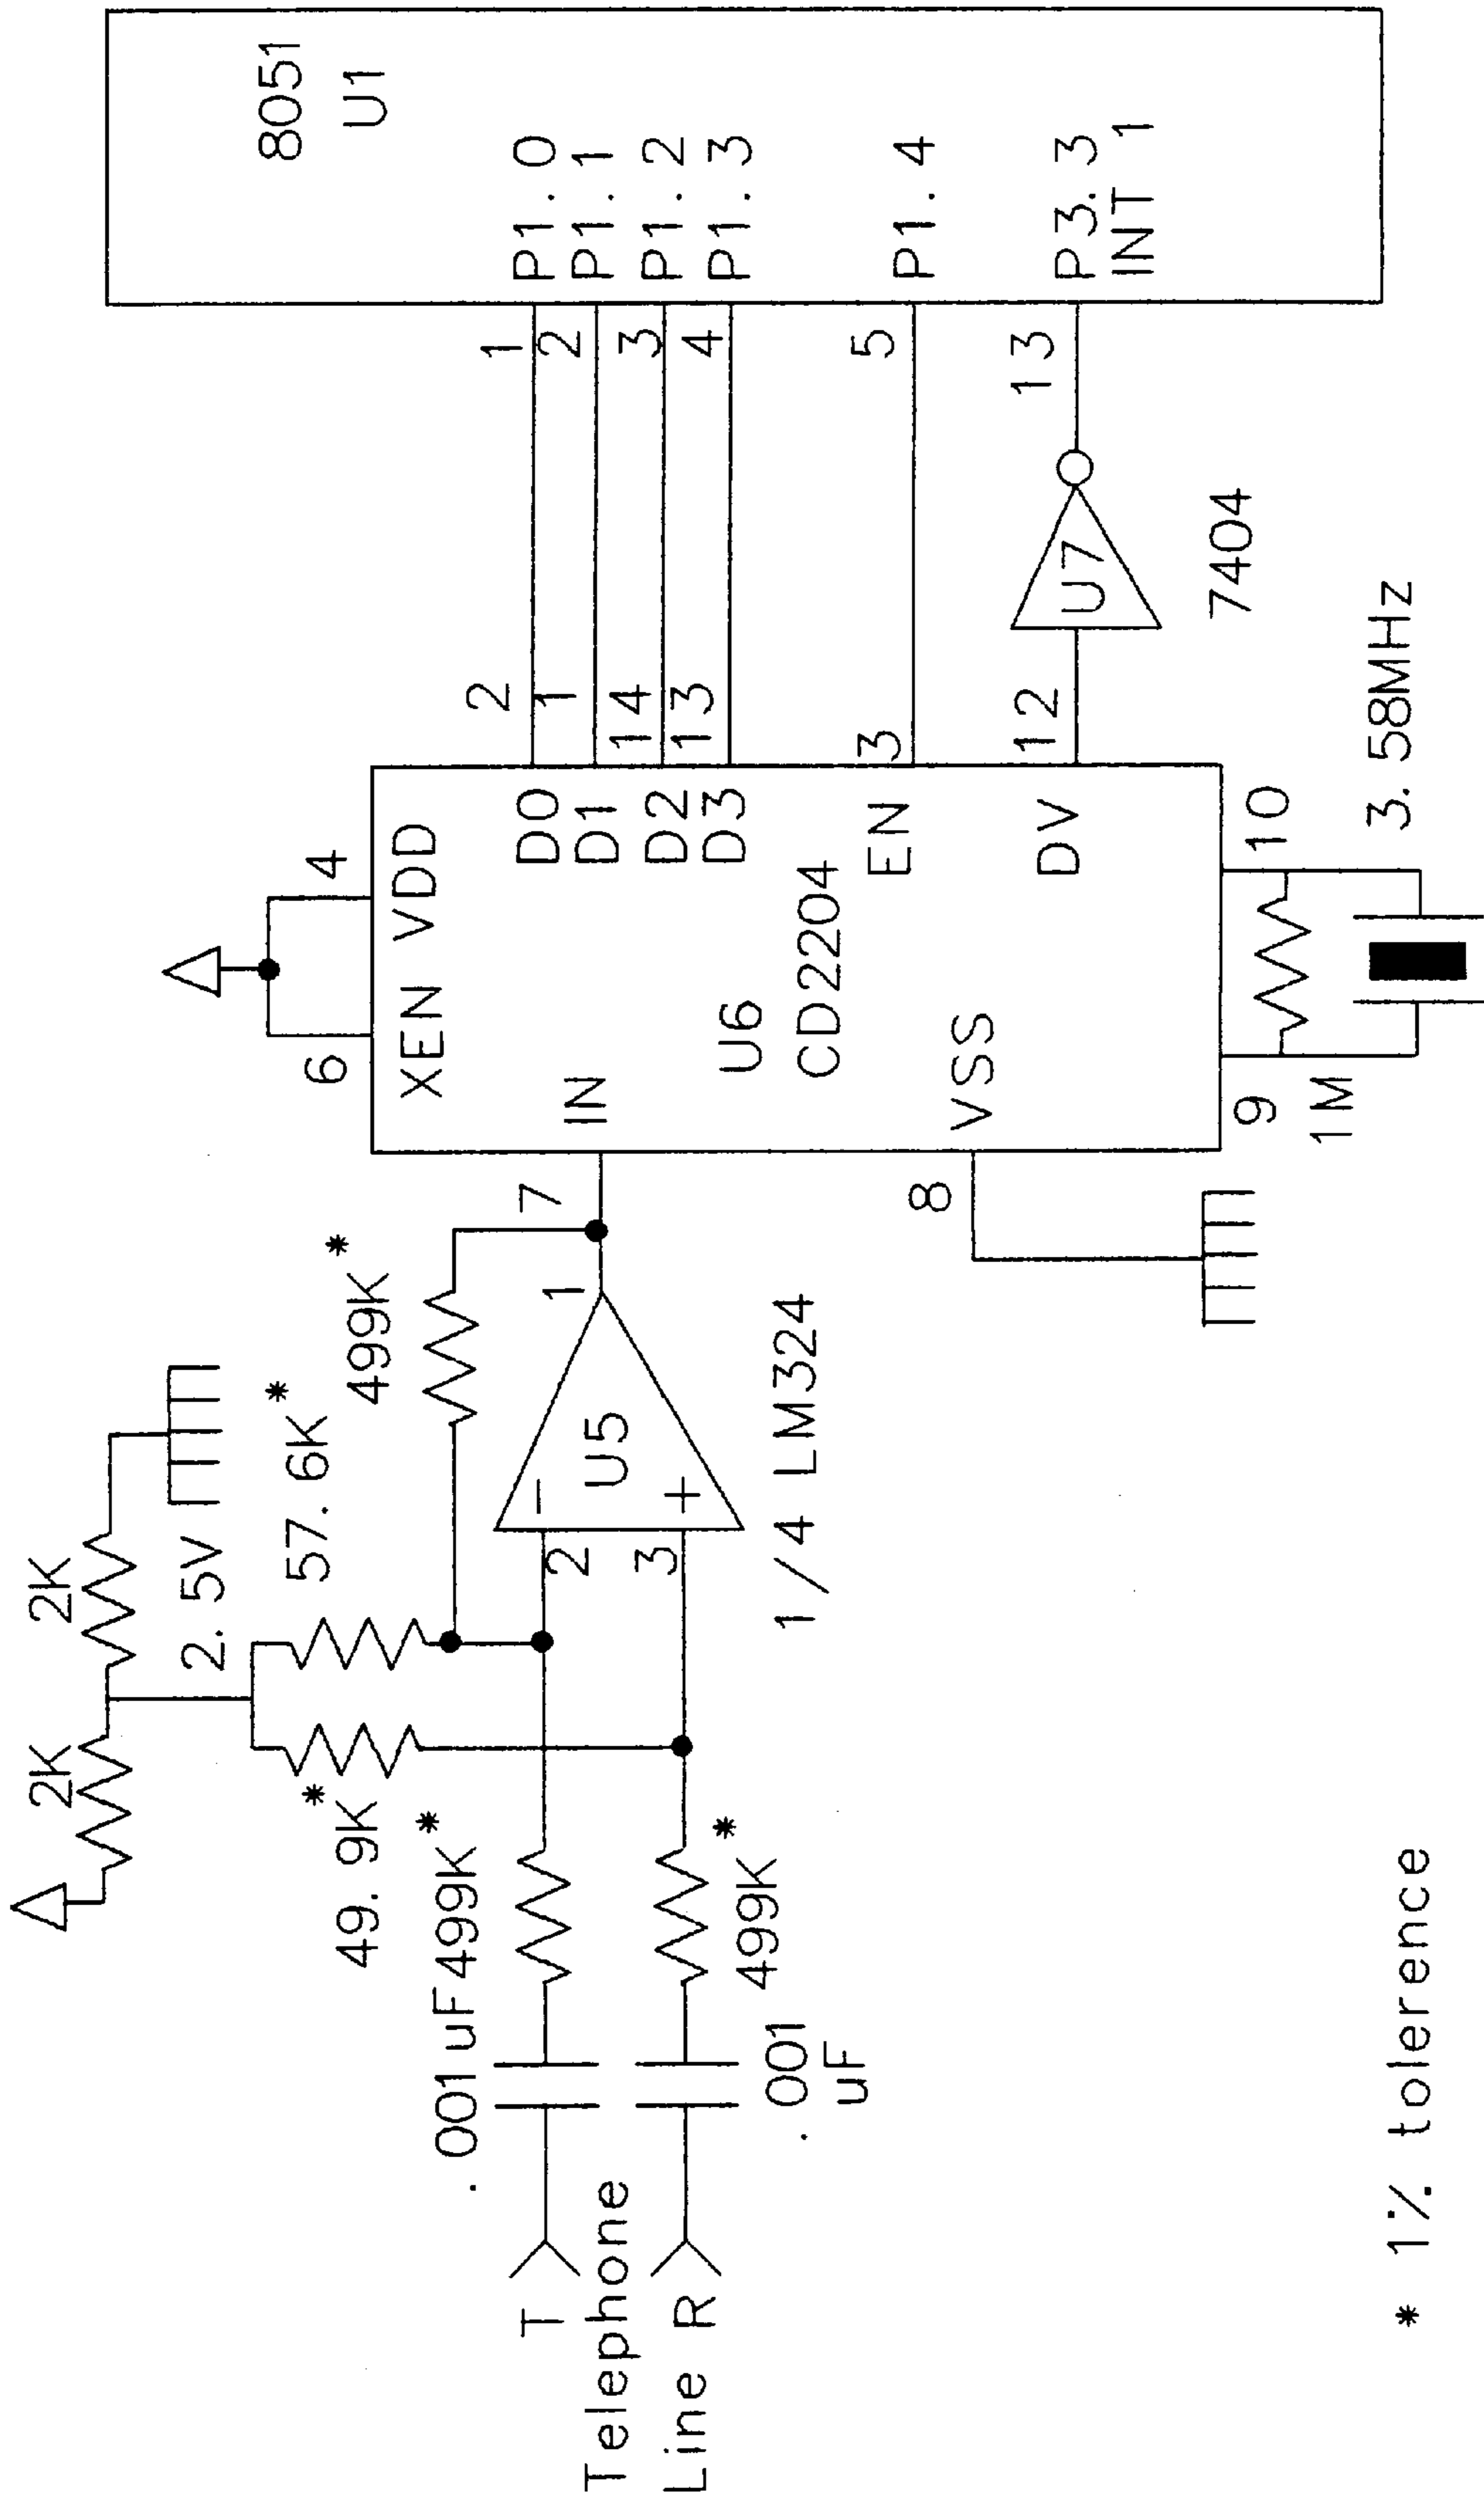 2K
2K
2.5V
49.9K*
57.6K*
499K*
.001uF
499K*
T
Telephone
Line R
.001
uF
499K*
2
3
-
+
U5
1
1/4 LM324
7
8
6
4
XEN
VDD
IN
U6
CD2204
VSS
D0
D1
D2
D3
EN
DV
9
10
1M
3.58MHz
2
1
14
13
3
12
U7
7404
1
2
3
4
5
13
8051
U1
P1.0
P1.1
P1.2
P1.3
P1.4
P3.3
INT 1
* 1% tolerence